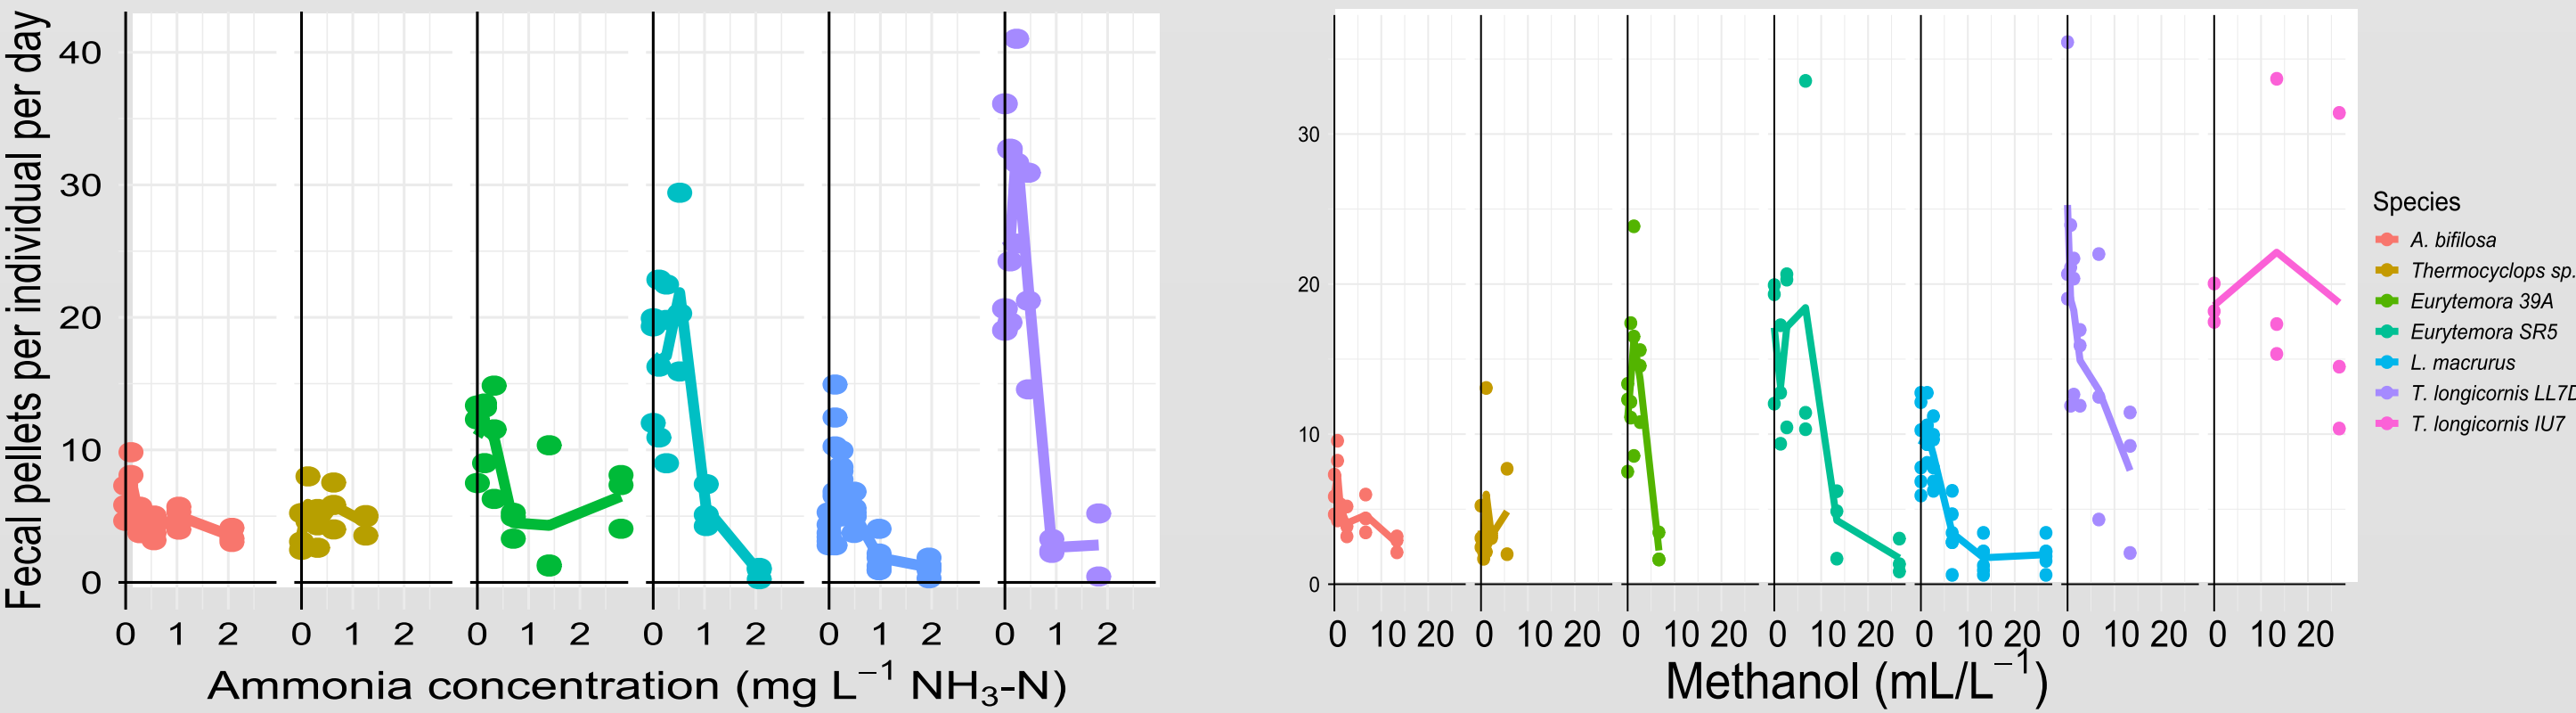 Fecal pellets per individual per day
40
30
20
10
0
0 1 2 0 1 2 0 1 2 0 1 2 0 1 2 0 1 2
Ammonia concentration (mg L⁻¹ NH₃-N)
30
20
10
0
0 10 20 0 10 20 0 10 20 0 10 20 0 10 20 0 10 20 0 10 20
Methanol (mL/L⁻¹)
Species
A. bifilosa
Thermocyclops sp.
Eurytemora 39A
Eurytemora SR5
L. macrurus
T. longicornis LL7D
T. longicornis IU7